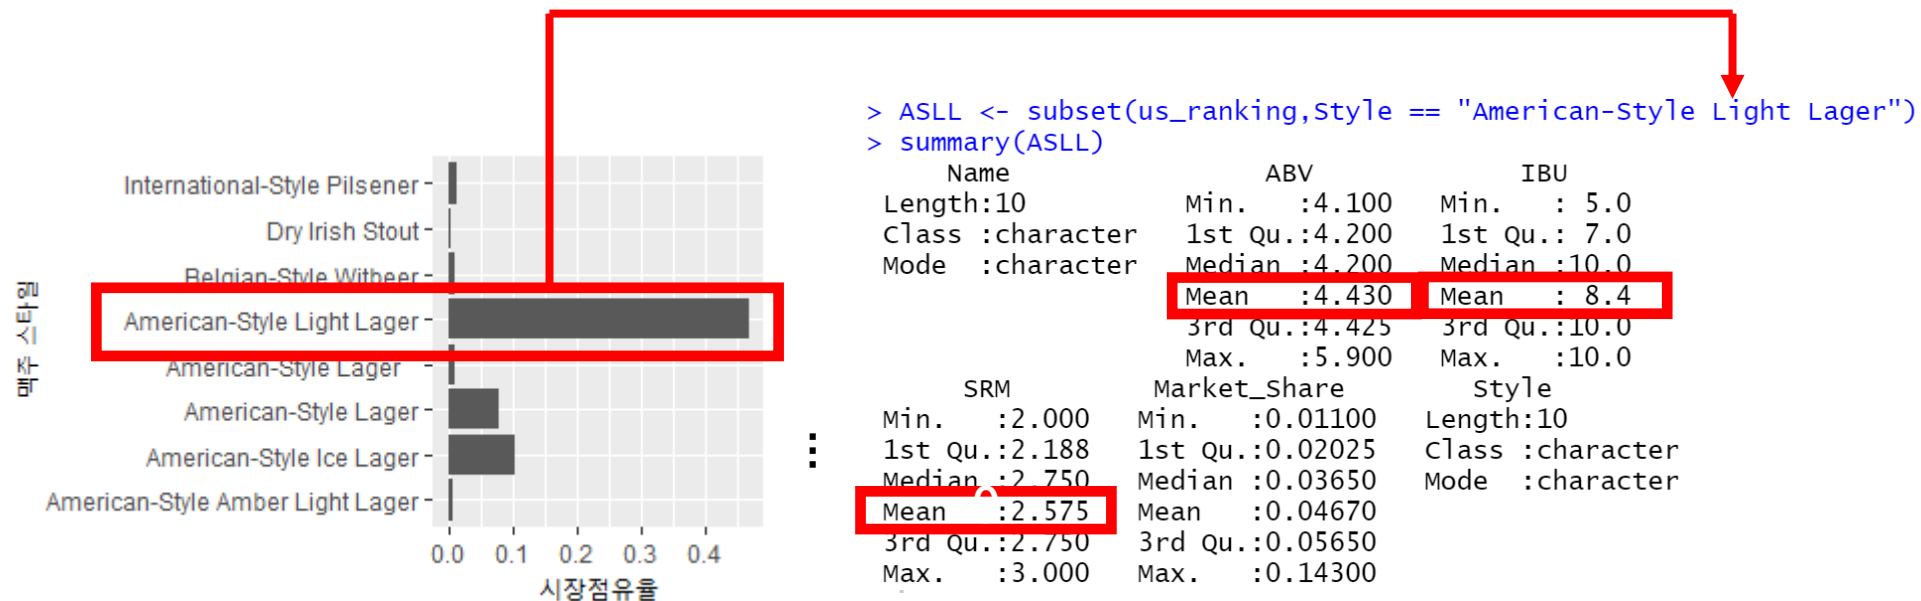 맥주 스타일
International-Style Pilsener
Dry Irish Stout
Belgian-Style Witbeer
American-Style Light Lager
American-Style Lager
American-Style Lager
American-Style Ice Lager
American-Style Amber Light Lager
0.0 0.1 0.2 0.3 0.4
시장점유율
> ASLL <- subset(us_ranking,Style == "American-Style Light Lager")
> summary(ASLL)
Name ABV IBU
Length:10 Min. :4.100 Min. : 5.0
Class :character 1st Qu.:4.200 1st Qu.: 7.0
Mode :character Median :4.200 Median :10.0
Mean :4.430 Mean : 8.4
3rd Qu.:4.425 3rd Qu.:10.0
Max. :5.900 Max. :10.0
SRM Market_Share Style
Min. :2.000 Min. :0.01100 Length:10
1st Qu.:2.188 1st Qu.:0.02025 Class :character
Median :2.750 Median :0.03650 Mode :character
Mean :2.575 Mean :0.04670
3rd Qu.:2.750 3rd Qu.:0.05650
Max. :3.000 Max. :0.14300